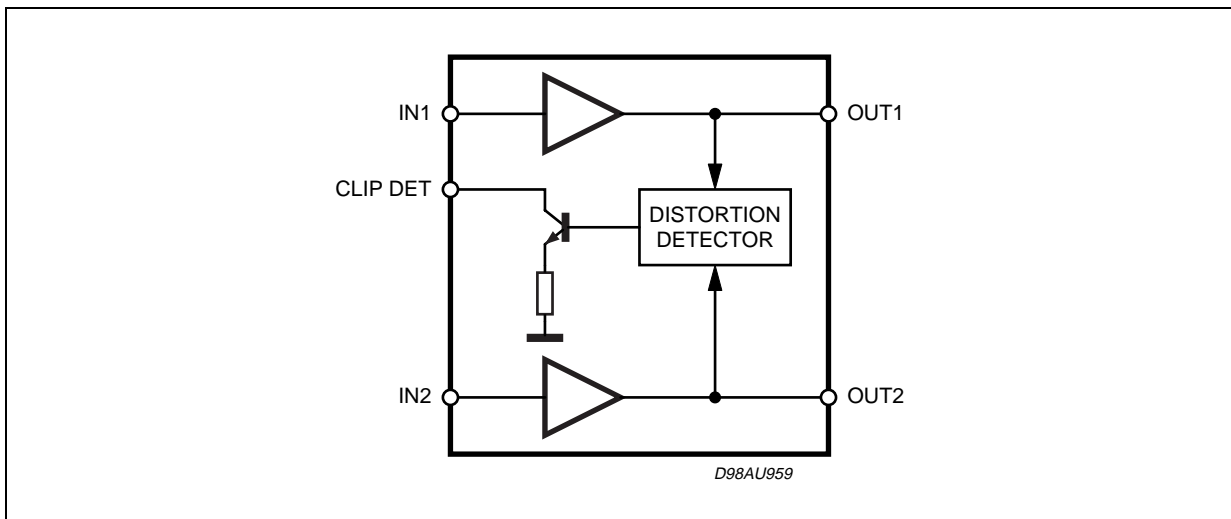 IN1
OUT1
CLIP DET
DISTORTION
DETECTOR
IN2
OUT2
D98AU959